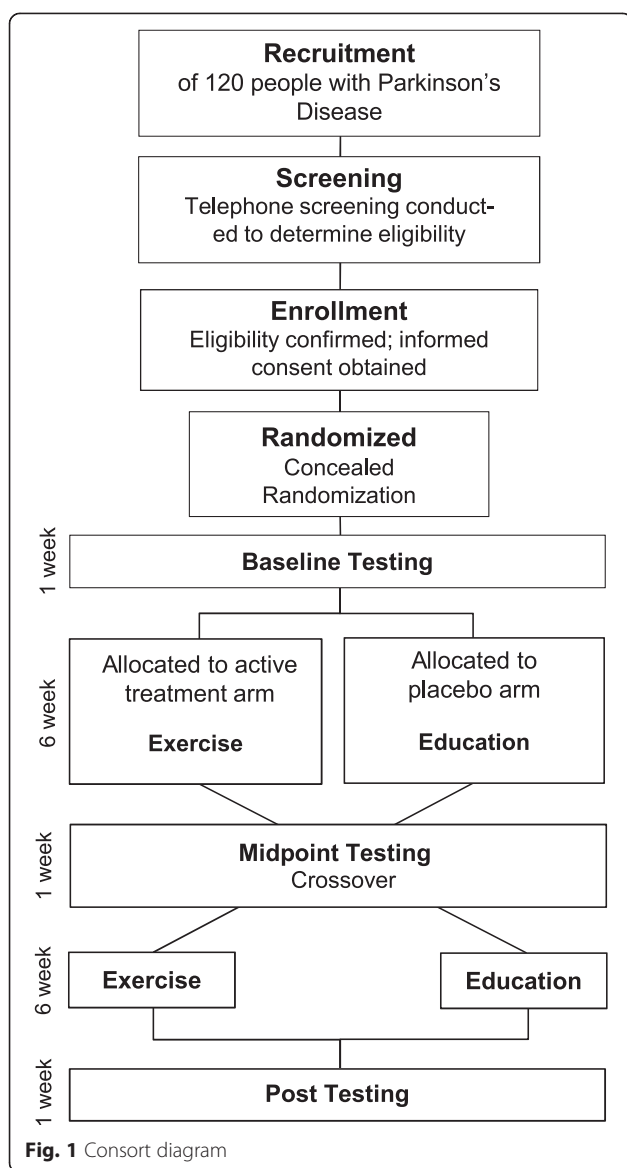 Recruitment
of 120 people with Parkinson's
Disease
Screening
Telephone screening conduct-
ed to determine eligibility
Enrollment
Eligibility confirmed; informed
consent obtained
Randomized
Concealed
Randomization
1 week
Baseline Testing
6 week
Allocated to active
treatment arm
Exercise
Allocated to
placebo arm
Education
1 week
Midpoint Testing
Crossover
6 week
Exercise
Education
1 week
Post Testing
Fig. 1 Consort diagram